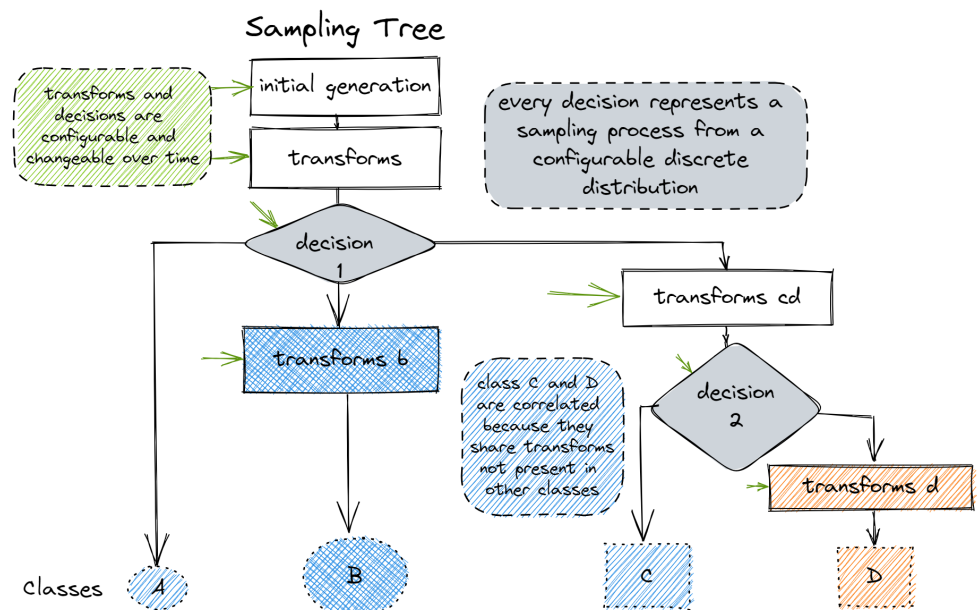 Sampling Tree
initial generation
transforms and
decisions are
configurable and
changeable over time
transforms
every decision represents a
sampling process from a
configurable discrete
distribution
decision
1
transforms cd
transforms b
class C and D
are correlated
because they
share transforms
not present in
other classes
decision
2
transforms d
Classes
A
B
C
D